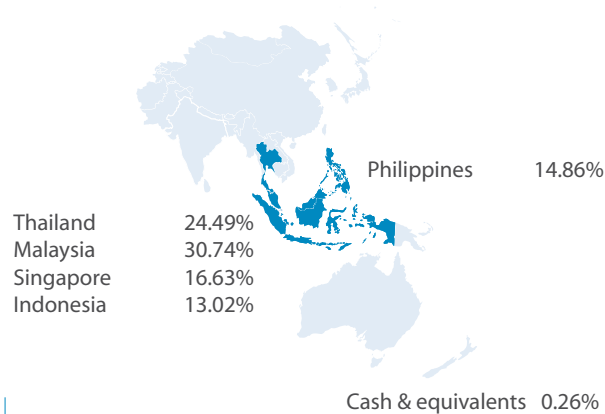 Philippines 14.86%
Thailand 24.49%
Malaysia 30.74%
Singapore 16.63%
Indonesia 13.02%
Cash & equivalents 0.26%